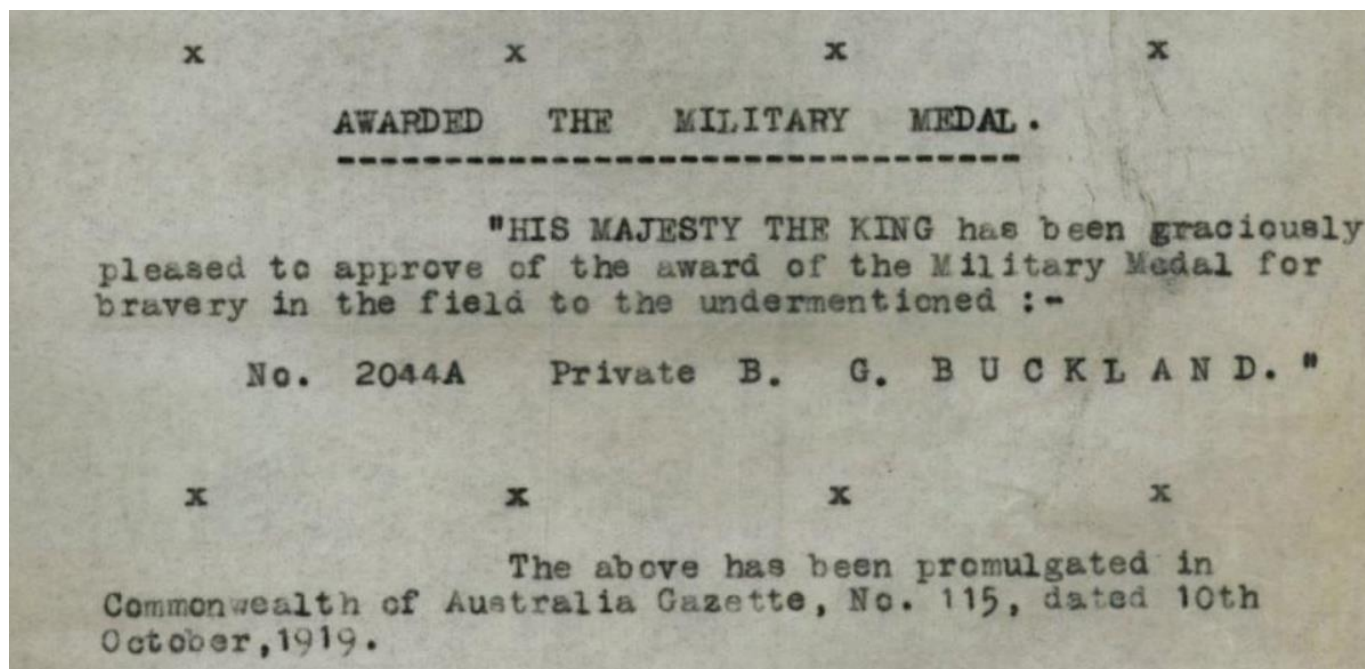 x x x x
AWARDED THE MILITARY MEDAL.
----------------------------------
"HIS MAJESTY THE KING has been graciously
pleased to approve of the award of the Military Medal for
bravery in the field to the undermentioned :-
No. 2044A Private B. G. B U C K L A N D. "
x x x x
The above has been promulgated in
Commonwealth of Australia Gazette, No. 115, dated 10th
October,1919.